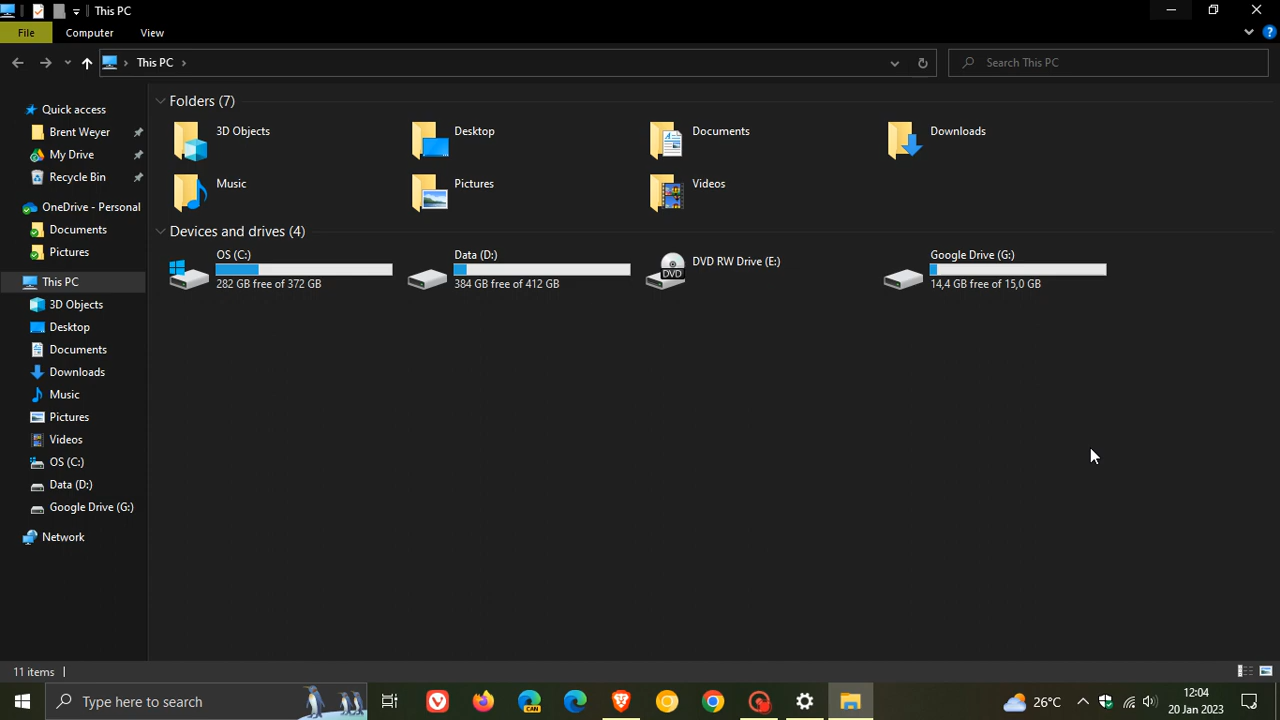 This PC
File
Computer
View
This PC
Search This PC
Quick access
Brent Weyer
My Drive
Recycle Bin
OneDrive - Personal
Documents
Pictures
This PC
3D Objects
Desktop
Documents
Downloads
Music
Pictures
Videos
OS (C:)
Data (D:)
Google Drive (G:)
Network
Folders (7)
3D Objects
Desktop
Documents
Downloads
Music
Pictures
Videos
Devices and drives (4)
OS (C:)
282 GB free of 372 GB
Data (D:)
384 GB free of 412 GB
DVD
DVD RW Drive (E:)
Google Drive (G:)
14,4 GB free of 15,0 GB
11 items
Type here to search
CAN
26°C
12:04
20 Jan 2023